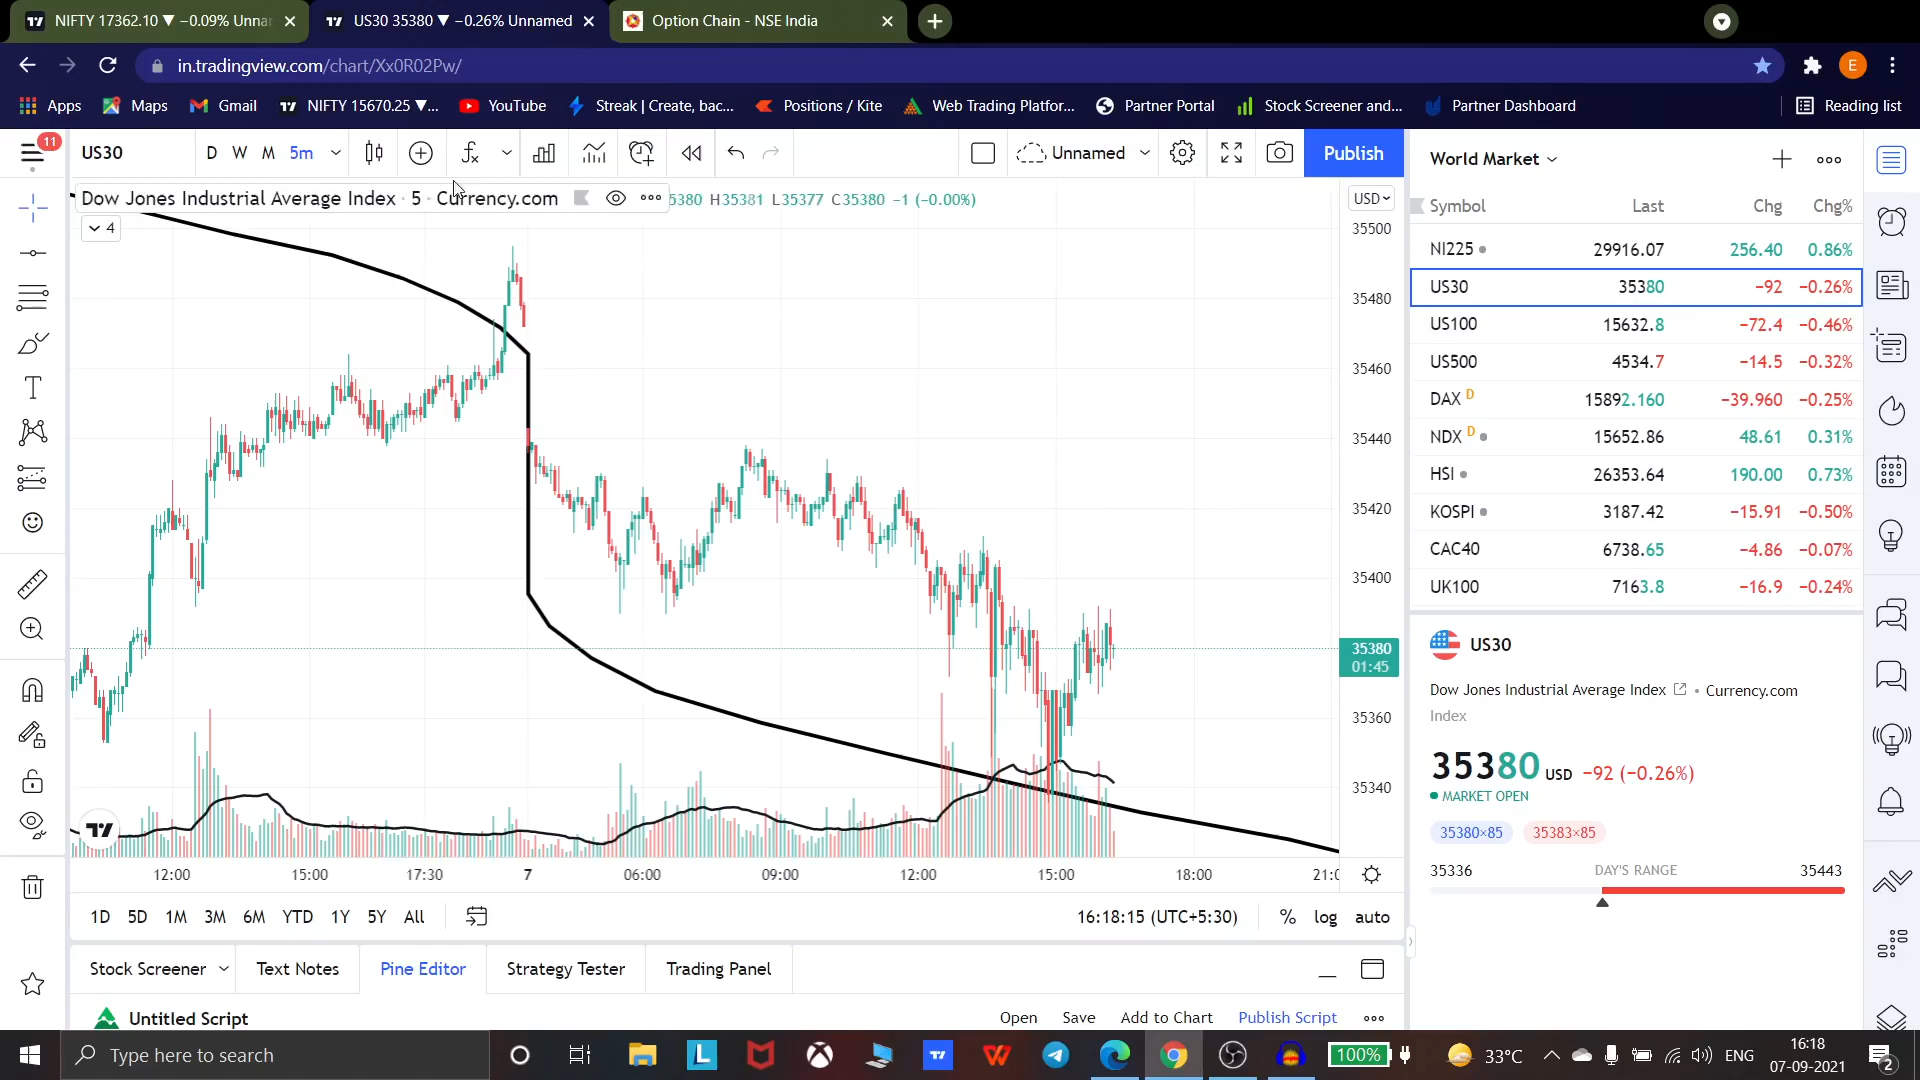 NIFTY 17362.10 ▼ −0.09% Unna
US30 35380 ▼ −0.26% Unnamed
Option Chain - NSE India
in.tradingview.com/chart/Xx0R02Pw/
E
Apps Maps Gmail NIFTY 15670.25 ▼... YouTube Streak | Create, bac... Positions / Kite Web Trading Platfor... Partner Portal Stock Screener and... Partner Dashboard Reading list
11
US30 D W M 5m Unnamed Publish
Dow Jones Industrial Average Index · 5 · Currency.com 5380 H35381 L35377 C35380 −1 (−0.00%)
USD
4
35500
35480
35460
35440
35420
35400
35380
01:45
35360
35340
12:00 15:00 17:30 7 06:00 09:00 12:00 15:00 18:00 21:0
1D 5D 1M 3M 6M YTD 1Y 5Y All 16:18:15 (UTC+5:30) % log auto
Stock Screener Text Notes Pine Editor Strategy Tester Trading Panel
Untitled Script Open Save Add to Chart Publish Script
World Market
Symbol Last Chg Chg%
NI225 29916.07 256.40 0.86%
US30 35380 −92 −0.26%
US100 15632.8 −72.4 −0.46%
US500 4534.7 −14.5 −0.32%
DAX D 15892.160 −39.960 −0.25%
NDX D 15652.86 48.61 0.31%
HSI 26353.64 190.00 0.73%
KOSPI 3187.42 −15.91 −0.50%
CAC40 6738.65 −4.86 −0.07%
UK100 7163.8 −16.9 −0.24%
US30
Dow Jones Industrial Average Index • Currency.com
Index
35380 USD −92 (−0.26%)
MARKET OPEN
35380×85 35383×85
35336 DAY'S RANGE 35443
Type here to search
100% 33°C ENG
16:18
07-09-2021
2